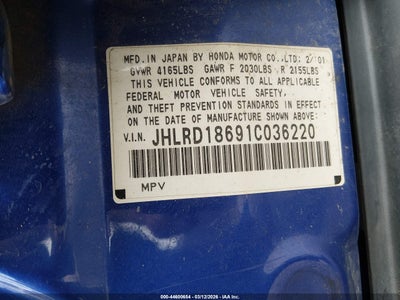 MFD.IN JAPAN BY HONDA MOTOR CO.,LTD: 2/01
GVWR 4165LBS GAWR F 2030LBS R 2155LBS
THIS VEHICLE CONFORMS TO ALL APPLICABLE
FEDERAL MOTOR VEHICLE SAFETY,
AND THEFT PREVENTION STANDARDS IN EFFECT
ON THE DATE OF MANUFACTURE SHOWN ABOVE.
V.I.N. JHLRD18691C036220
MPV
000-44600654 - 03/12/2026 - IAA Inc.